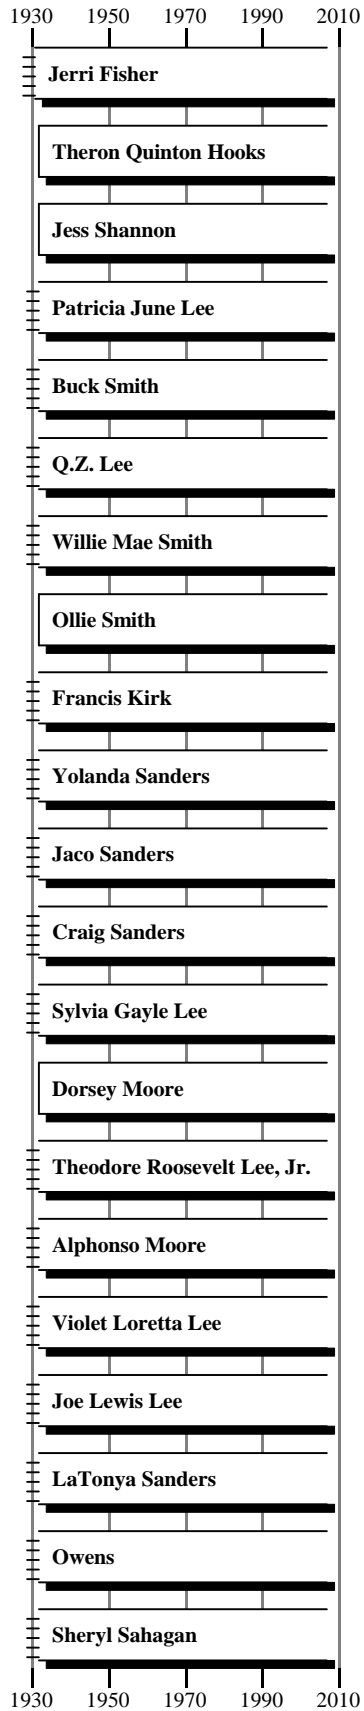 1930 1950 1970 1990 2010
Jerri Fisher
Theron Quinton Hooks
Jess Shannon
Patricia June Lee
Buck Smith
Q.Z. Lee
Willie Mae Smith
Ollie Smith
Francis Kirk
Yolanda Sanders
Jaco Sanders
Craig Sanders
Sylvia Gayle Lee
Dorsey Moore
Theodore Roosevelt Lee, Jr.
Alphonso Moore
Violet Loretta Lee
Joe Lewis Lee
LaTonya Sanders
Owens
Sheryl Sahagan
1930 1950 1970 1990 2010